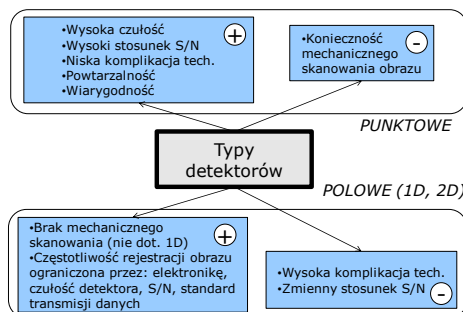 •Wysoka czułość
•Wysoki stosunek S/N
•Niska komplikacja tech.
•Powtarzalność
•Wiarygodność
+
•Konieczność
mechanicznego
skanowania obrazu
-
PUNKTOWE
Typy
detektorów
POLOWE (1D, 2D)
•Brak mechanicznego
skanowania (nie dot. 1D)
•Częstotliwość rejestracji obrazu
ograniczona przez: elektronikę,
czułość detektora, S/N, standard
transmisji danych
+
•Wysoka komplikacja tech.
•Zmienny stosunek S/N
-